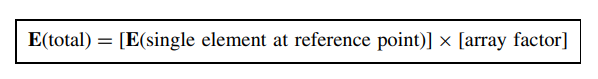 E(total) = [E(single element at reference point)] × [array factor]